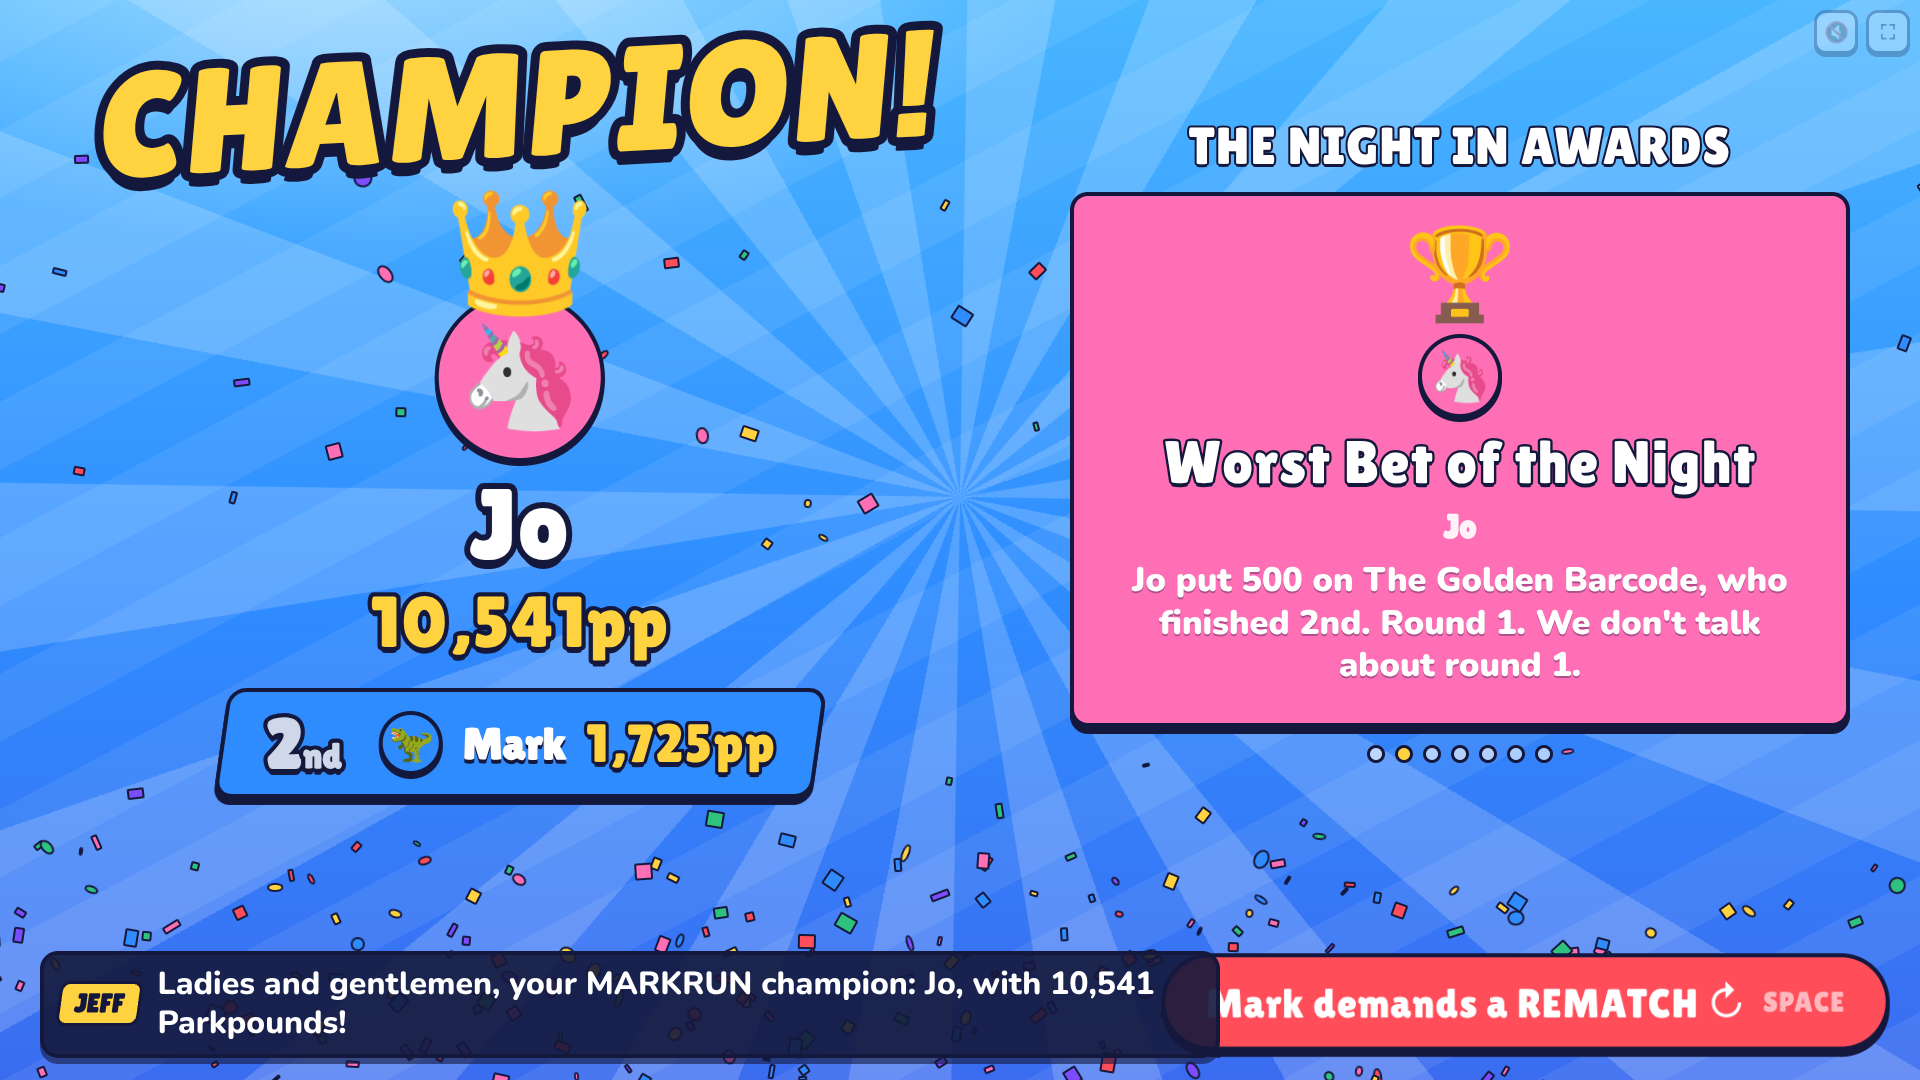 CHAMPION!
Jo
10,541pp
2nd Mark 1,725pp
THE NIGHT IN AWARDS
Worst Bet of the Night
Jo
Jo put 500 on The Golden Barcode, who
finished 2nd. Round 1. We don't talk
about round 1.
JEFF
Ladies and gentlemen, your MARKRUN champion: Jo, with 10,541
Parkpounds!
Mark demands a REMATCH SPACE